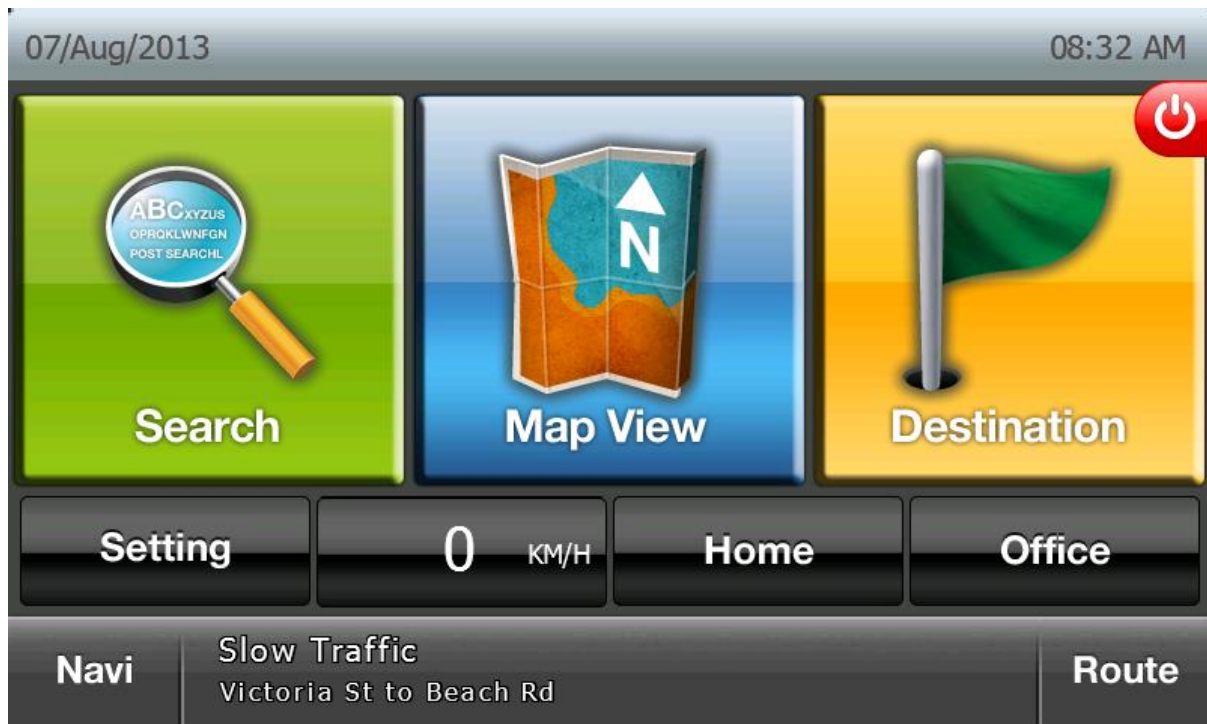 07/Aug/2013 08:32 AM
ABCXYZUS
OPRQKLWNFGN
POST SEARCHL
N
Search
Map View
Destination
Setting
0 KM/H
Home
Office
Navi
Slow Traffic
Victoria St to Beach Rd
Route